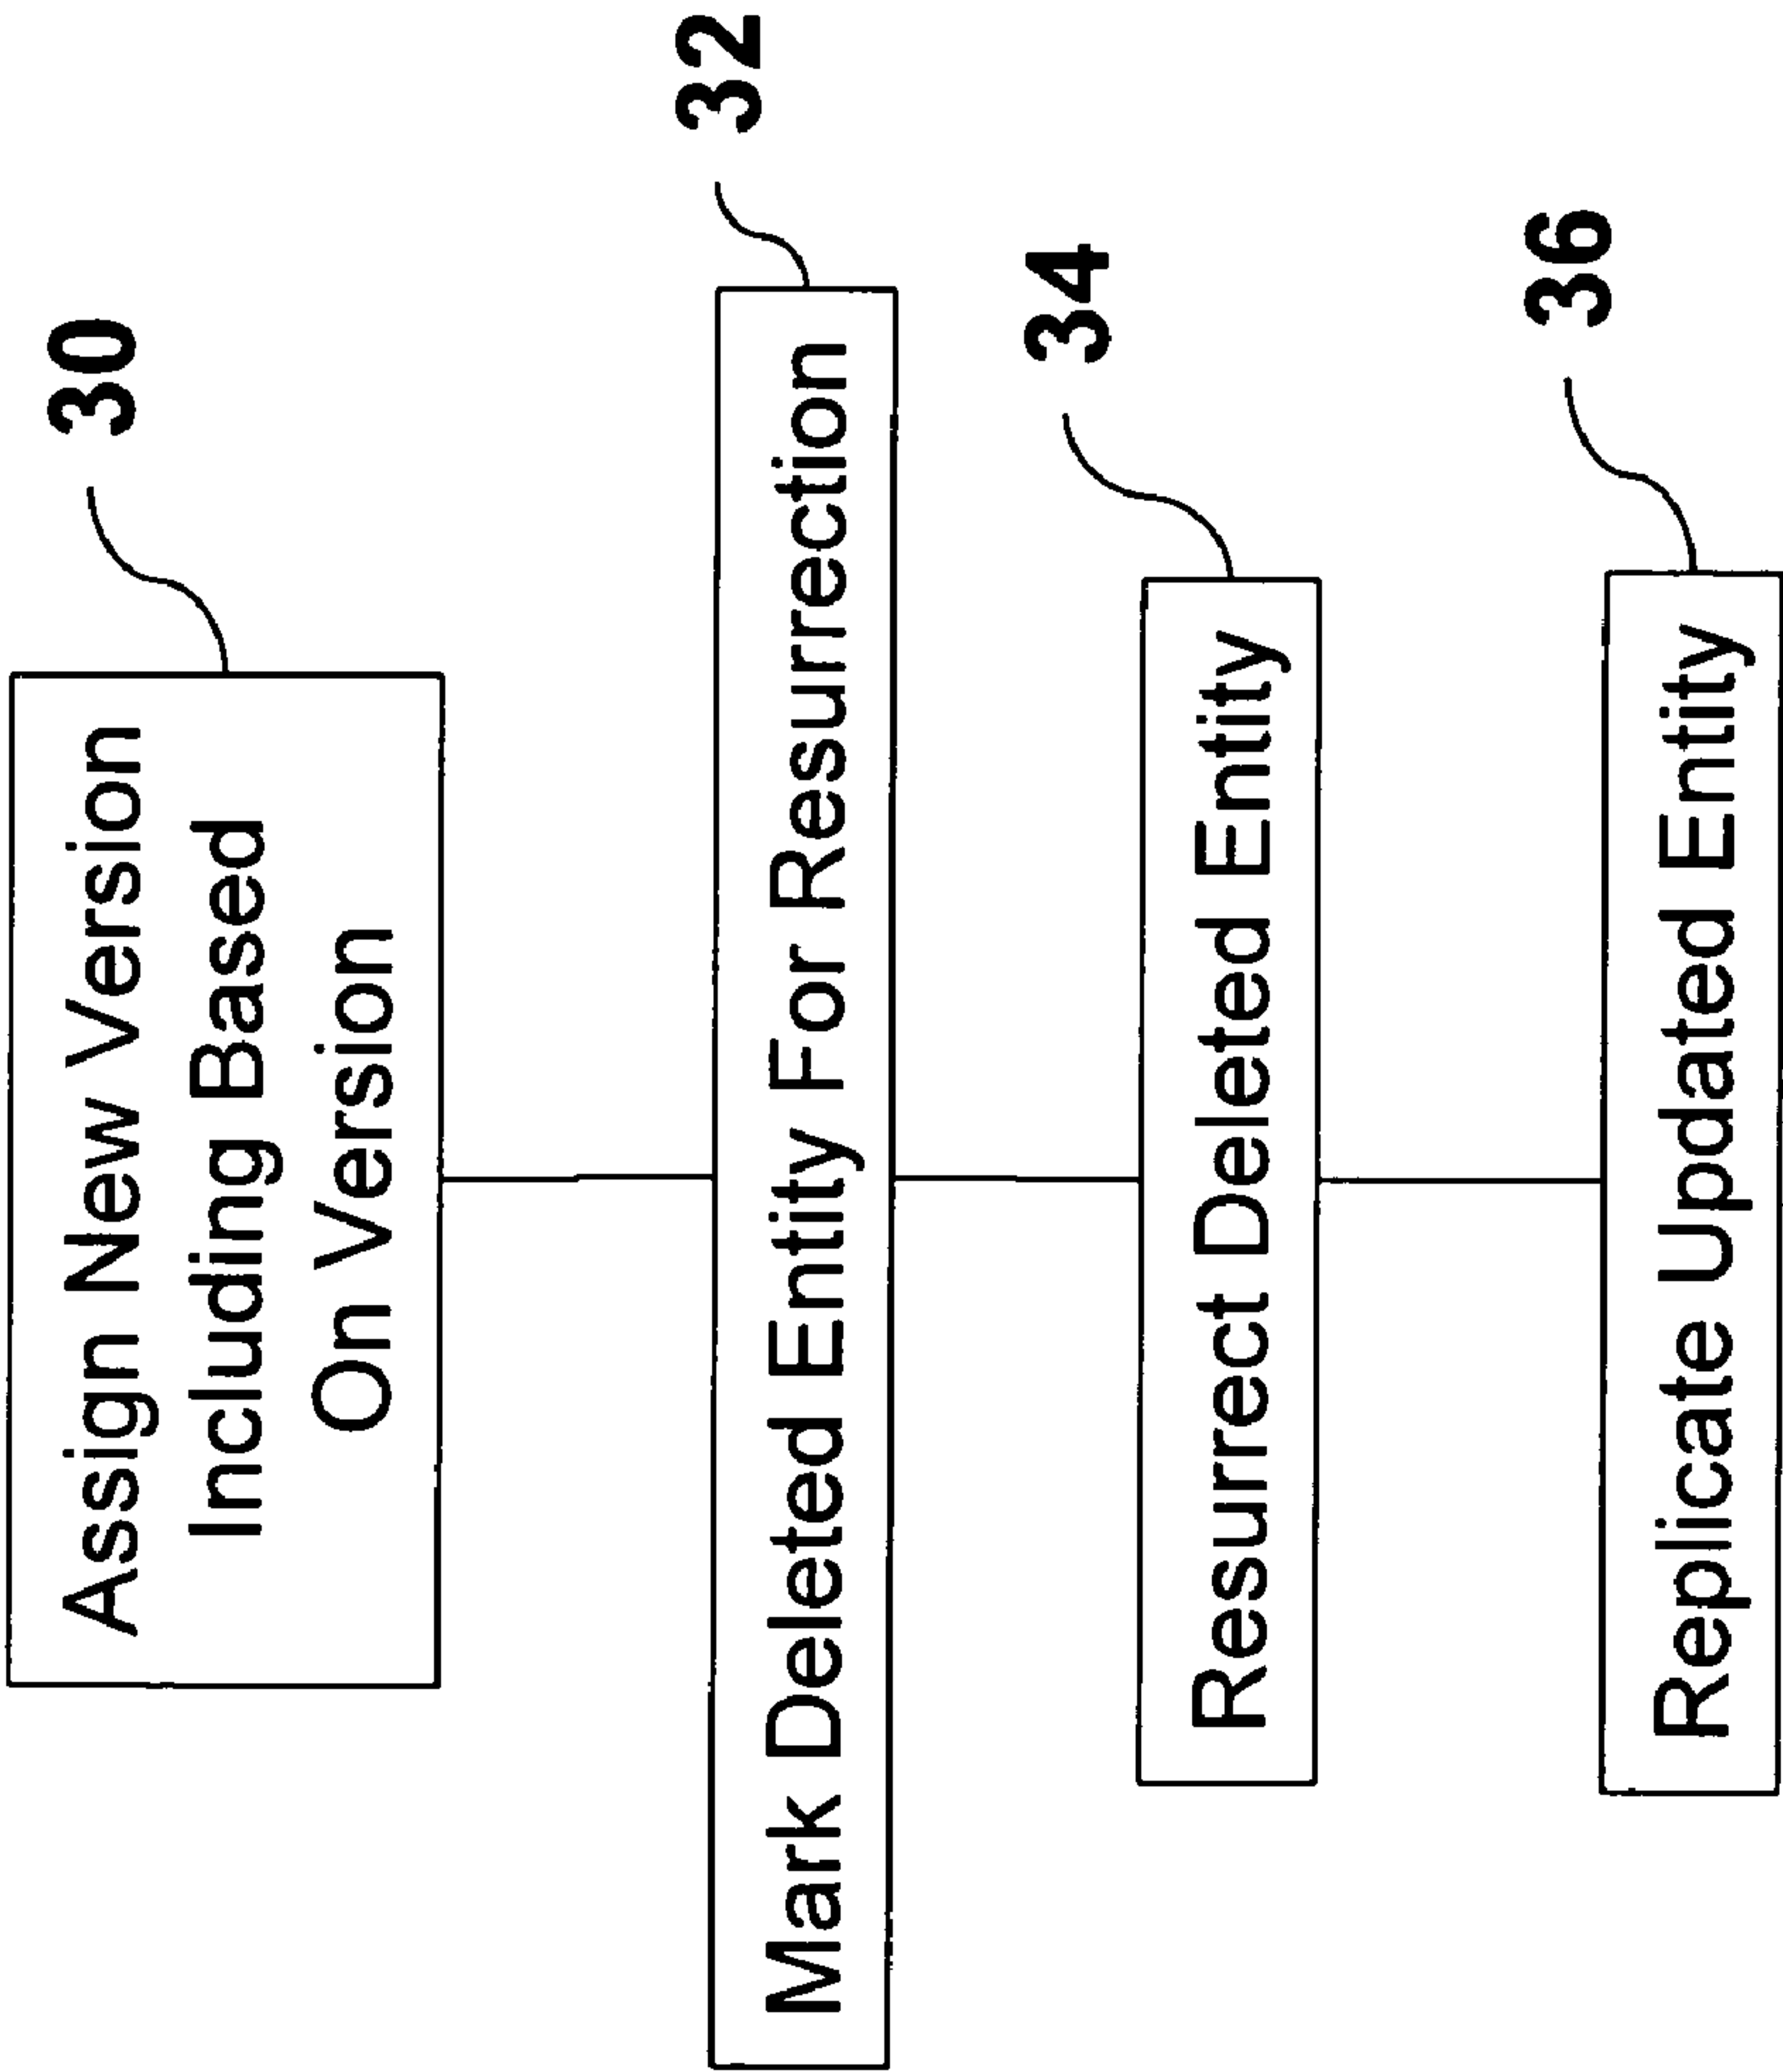 30
Assign New Version
Including Based
On Version
32
Mark Deleted Entity For Resurrection
34
Resurrect Deleted Entity
36
Replicate Updated Entity